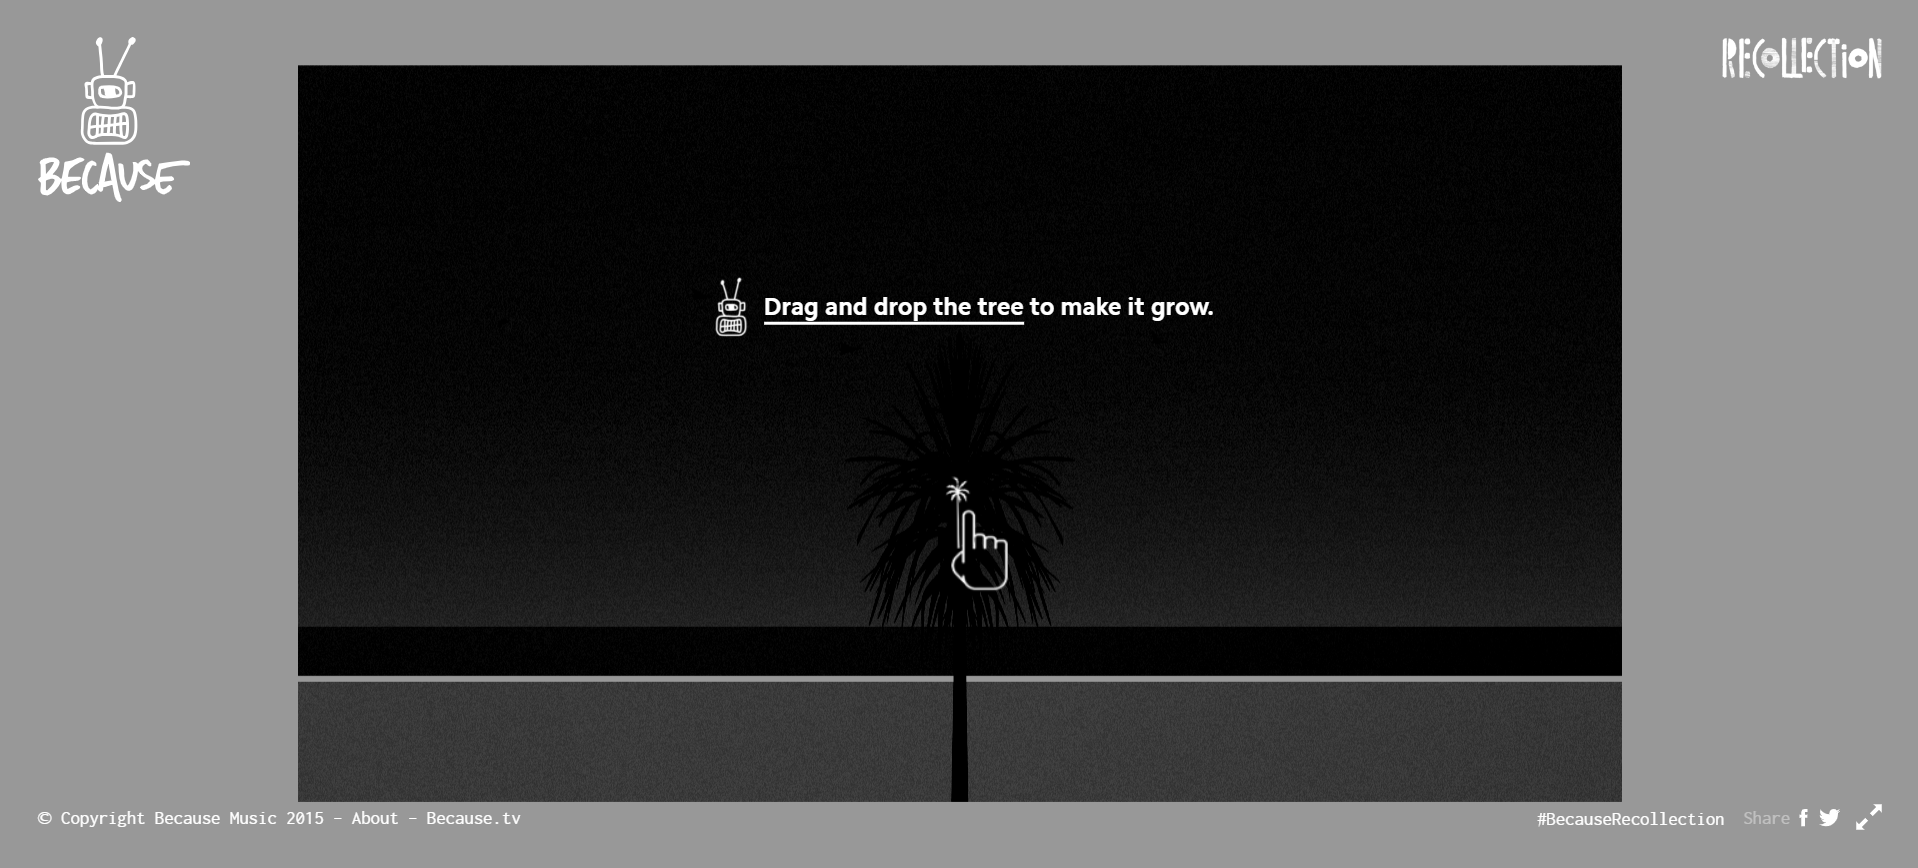 BECAUSE
RECOLLECTION
Drag and drop the tree to make it grow.
© Copyright Because Music 2015 - About - Because.tv
#BecauseRecollection Share